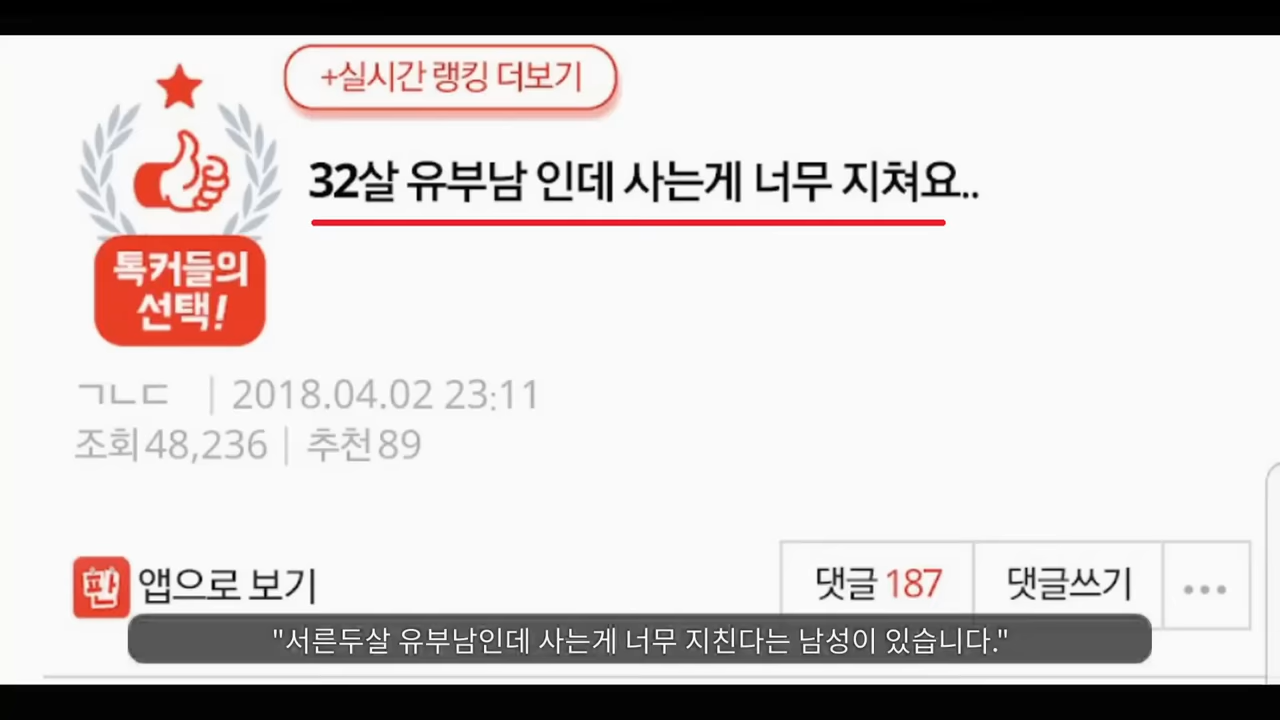 +실시간 랭킹 더보기
32살 유부남 인데 사는게 너무 지쳐요..
톡커들의
선택!
ㄱㄴㄷ | 2018.04.02 23:11
조회 48,236 | 추천 89
판 앱으로 보기
댓글 187 댓글쓰기 •••
"서른두살 유부남인데 사는게 너무 지친다는 남성이 있습니다."